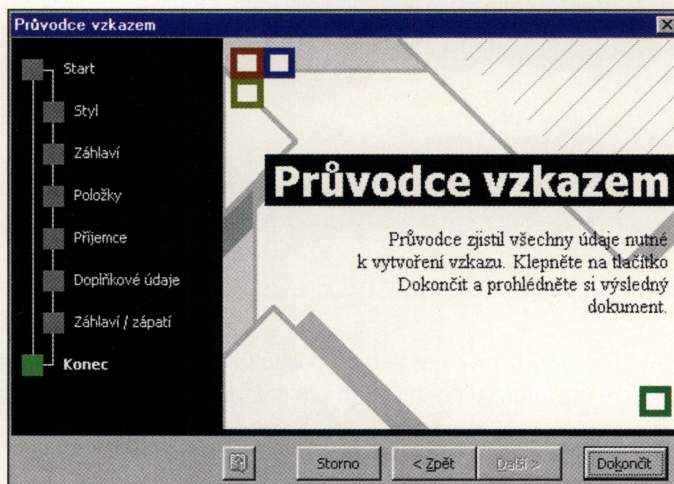 Průvodce vzkazem
Start
Styl
Záhlaví
Položky
Příjemce
Doplňkové údaje
Záhlaví / zápatí
Konec
Průvodce vzkazem
Průvodce zjistil všechny údaje nutné
k vytvoření vzkazu. Klepněte na tlačítko
Dokončit a prohlédněte si výsledný
dokument.
Storno
< Zpět
Další >
Dokončit